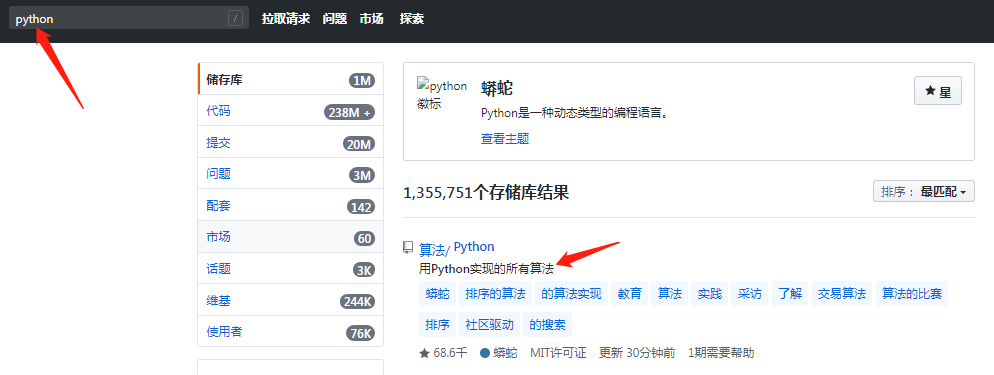 python /
拉取请求 问题 市场 探索
储存库 1M
代码 238M +
提交 20M
问题 3M
配套 142
市场 60
话题 3K
维基 244K
使用者 76K
python
徽标
蟒蛇
Python是一种动态类型的编程语言。
查看主题
星
1,355,751个存储库结果
排序： 最匹配
算法/ Python
用Python实现的所有算法
蟒蛇 排序的算法 的算法实现 教育 算法 实践 采访 了解 交易算法 算法的比赛
排序 社区驱动 的搜索
68.6千 蟒蛇 MIT许可证 更新 30分钟前 1期需要帮助